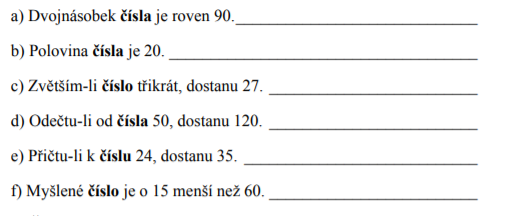 a) Dvojnásobek čísla je roven 90.______________________________
b) Polovina čísla je 20. ______________________________________
c) Zvětším-li číslo třikrát, dostanu 27. __________________________
d) Odečtu-li od čísla 50, dostanu 120. __________________________
e) Přičtu-li k číslu 24, dostanu 35. _____________________________
f) Myšlené číslo je o 15 menší než 60. __________________________